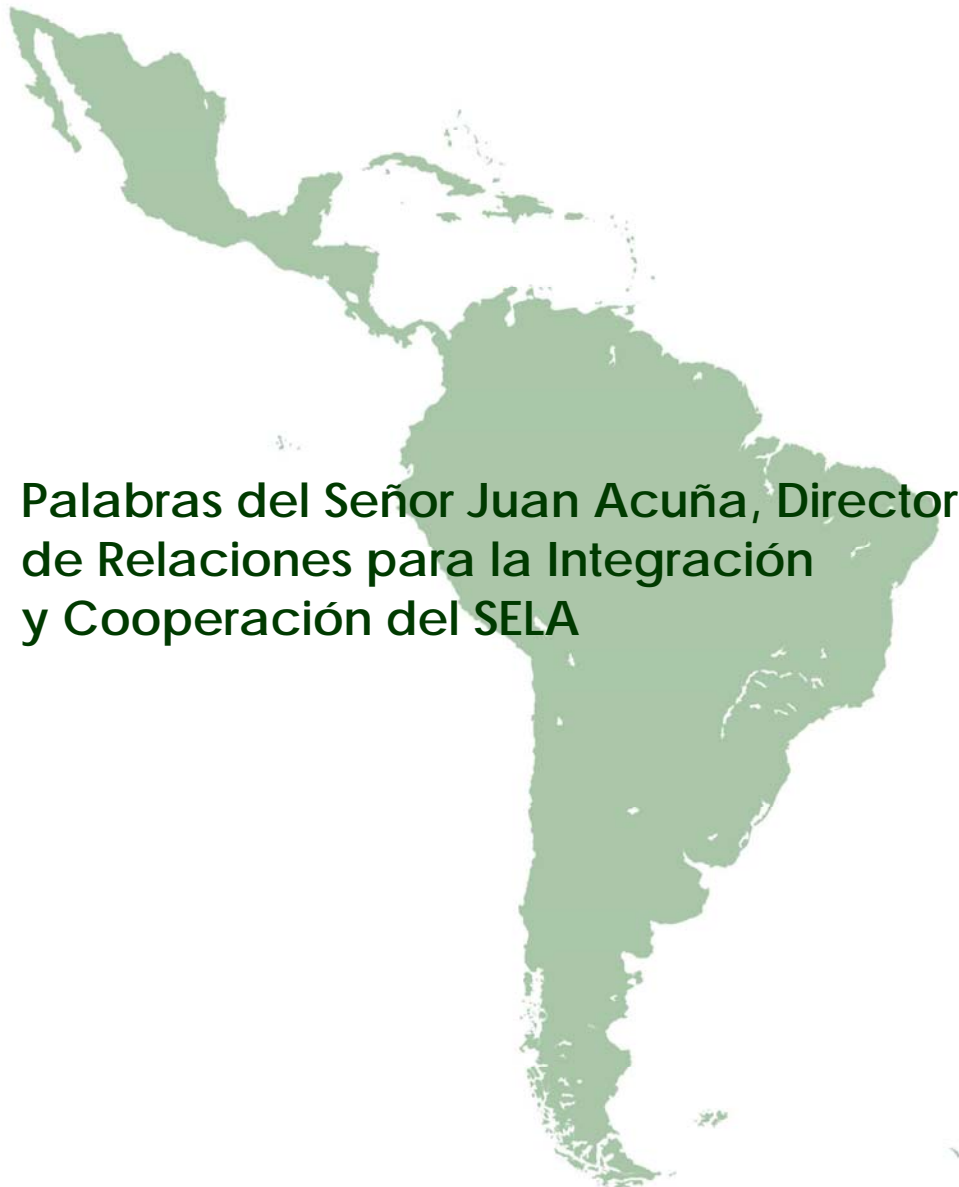 Palabras del Señor Juan Acuña, Director
de Relaciones para la Integración
y Cooperación del SELA